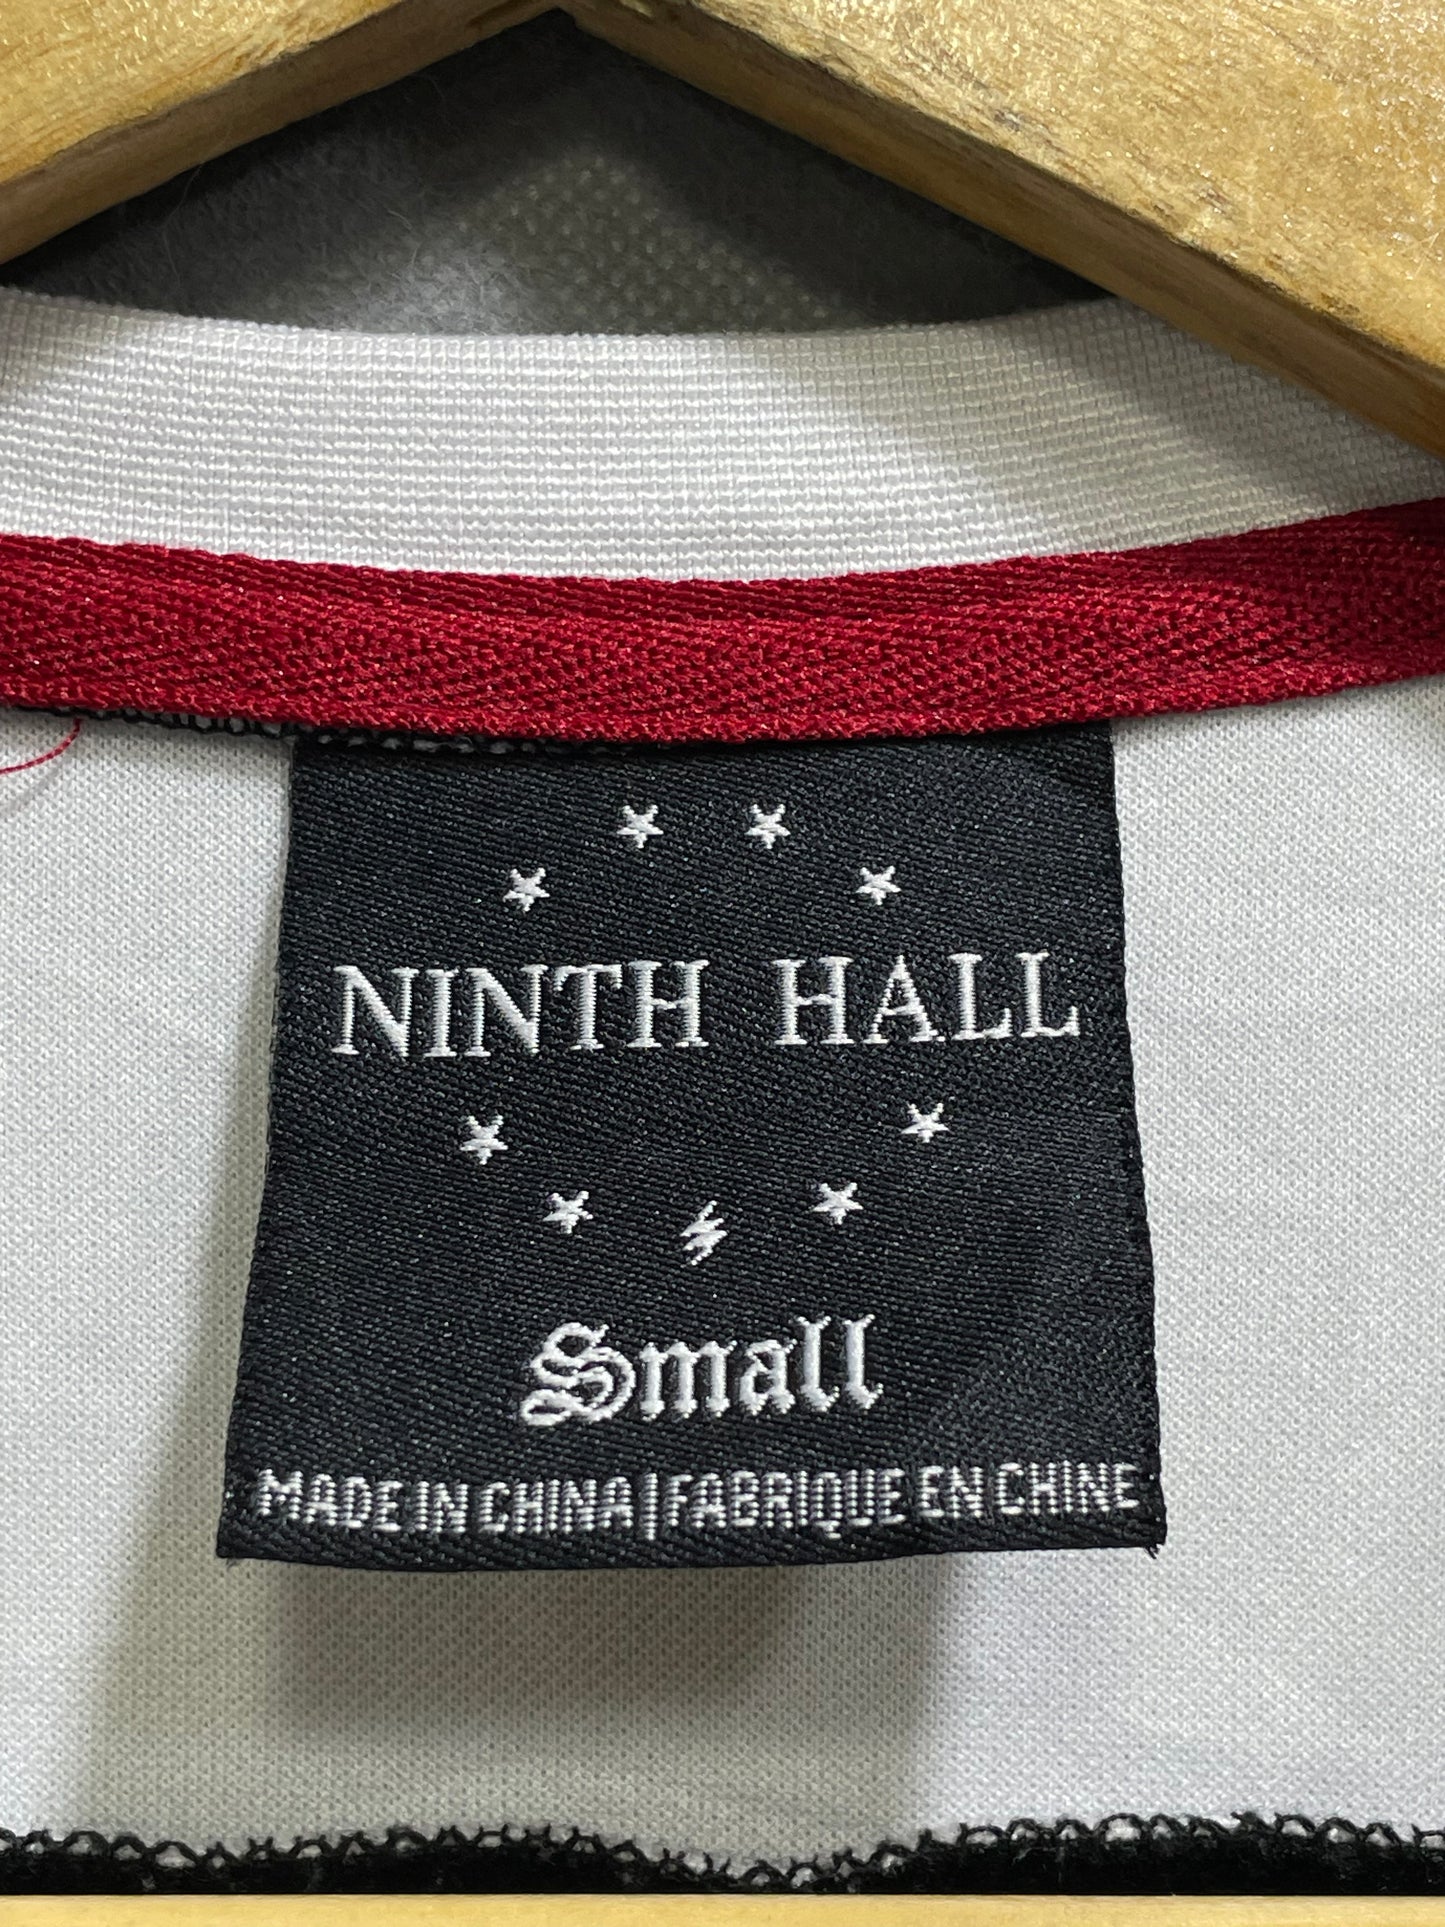 NINTH HALL
Small
MADE IN CHINA | FABRIQUE EN CHINE